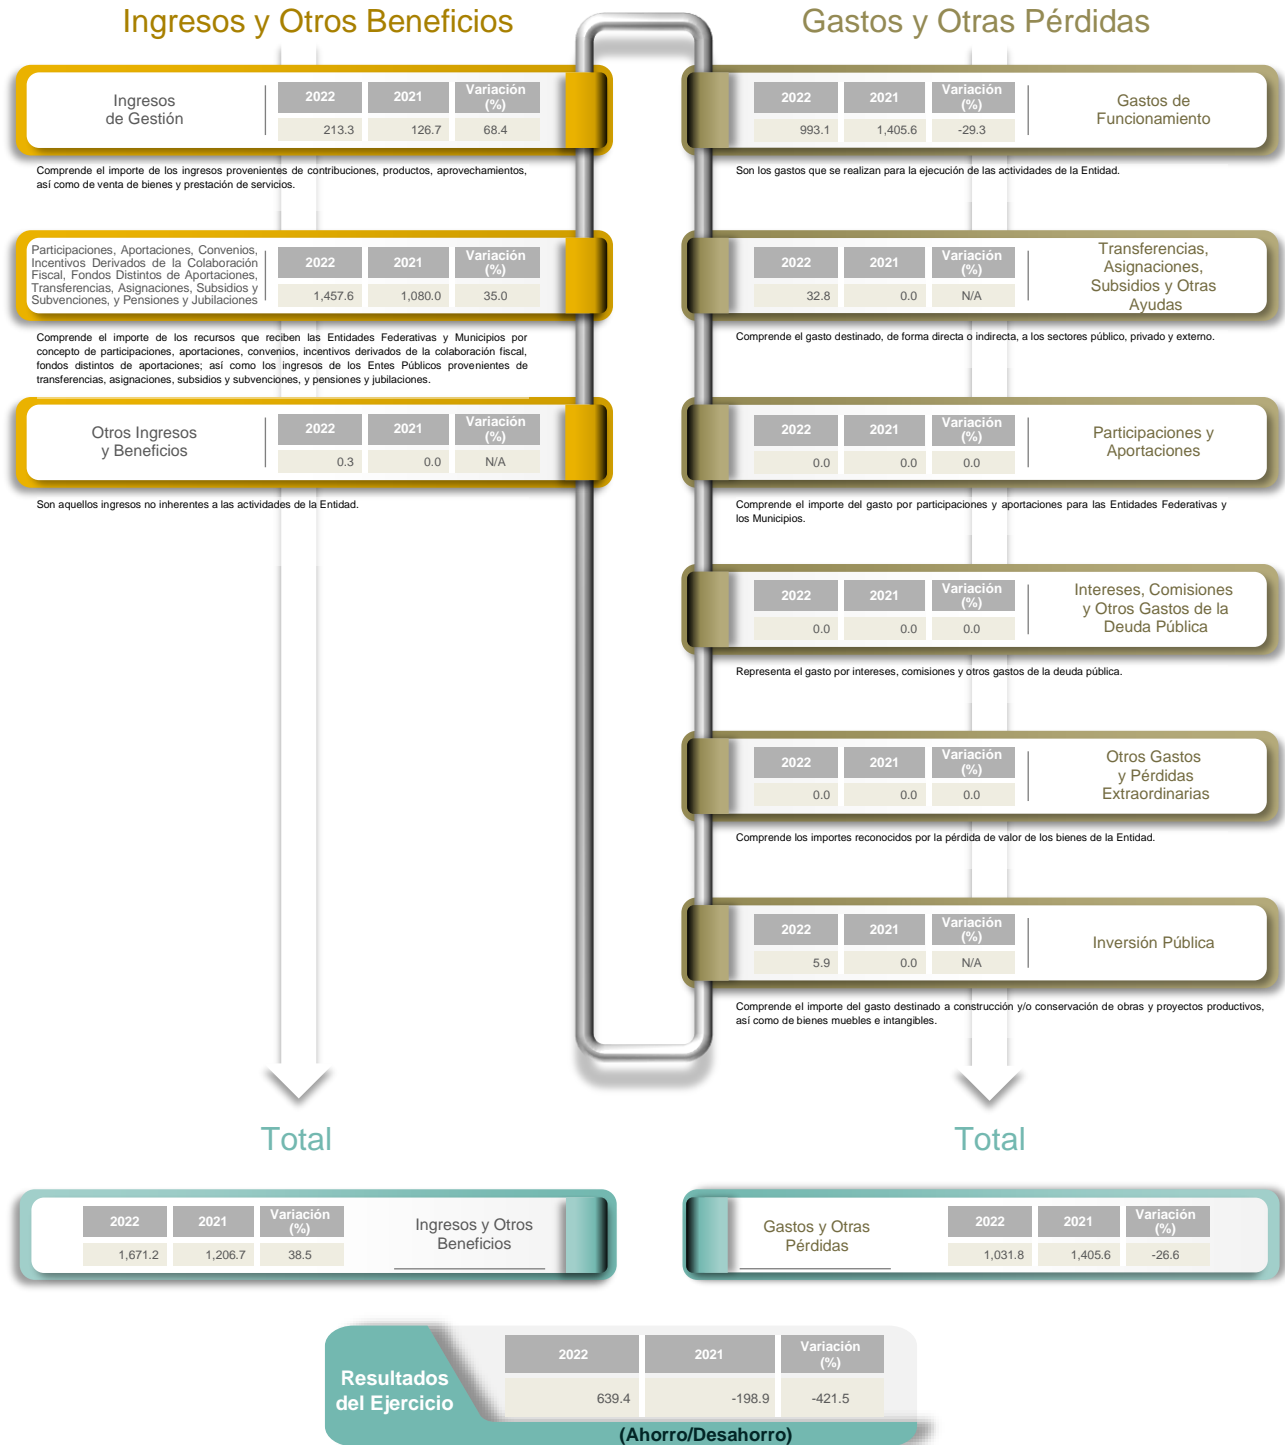 Ingresos y Otros Beneficios
Ingresos
de Gestión
2022 2021 Variación
(%)
213.3 126.7 68.4
Comprende el importe de los ingresos provenientes de contribuciones, productos, aprovechamientos,
así como de venta de bienes y prestación de servicios.
Participaciones, Aportaciones, Convenios,
Incentivos Derivados de la Colaboración
Fiscal, Fondos Distintos de Aportaciones,
Transferencias, Asignaciones, Subsidios y
Subvenciones, y Pensiones y Jubilaciones
2022 2021 Variación
(%)
1,457.6 1,080.0 35.0
Comprende el importe de los recursos que reciben las Entidades Federativas y Municipios por
concepto de participaciones, aportaciones, convenios, incentivos derivados de la colaboración fiscal,
fondos distintos de aportaciones; así como los ingresos de los Entes Públicos provenientes de
transferencias, asignaciones, subsidios y subvenciones, y pensiones y jubilaciones.
Otros Ingresos
y Beneficios
2022 2021 Variación
(%)
0.3 0.0 N/A
Son aquellos ingresos no inherentes a las actividades de la Entidad.
Gastos y Otras Pérdidas
2022 2021 Variación
(%)
993.1 1,405.6 -29.3
Gastos de
Funcionamiento
Son los gastos que se realizan para la ejecución de las actividades de la Entidad.
2022 2021 Variación
(%)
32.8 0.0 N/A
Transferencias,
Asignaciones,
Subsidios y Otras
Ayudas
Comprende el gasto destinado, de forma directa o indirecta, a los sectores público, privado y externo.
2022 2021 Variación
(%)
0.0 0.0 0.0
Participaciones y
Aportaciones
Comprende el importe del gasto por participaciones y aportaciones para las Entidades Federativas y
los Municipios.
2022 2021 Variación
(%)
0.0 0.0 0.0
Intereses, Comisiones
y Otros Gastos de la
Deuda Pública
Representa el gasto por intereses, comisiones y otros gastos de la deuda pública.
2022 2021 Variación
(%)
0.0 0.0 0.0
Otros Gastos
y Pérdidas
Extraordinarias
Comprende los importes reconocidos por la pérdida de valor de los bienes de la Entidad.
2022 2021 Variación
(%)
5.9 0.0 N/A
Inversión Pública
Comprende el importe del gasto destinado a construcción y/o conservación de obras y proyectos productivos,
así como de bienes muebles e intangibles.
Total
2022 2021 Variación
(%)
1,671.2 1,206.7 38.5
Ingresos y Otros
Beneficios
Total
Gastos y Otras
Pérdidas
2022 2021 Variación
(%)
1,031.8 1,405.6 -26.6
Resultados
del Ejercicio
2022 2021 Variación
(%)
639.4 -198.9 -421.5
(Ahorro/Desahorro)